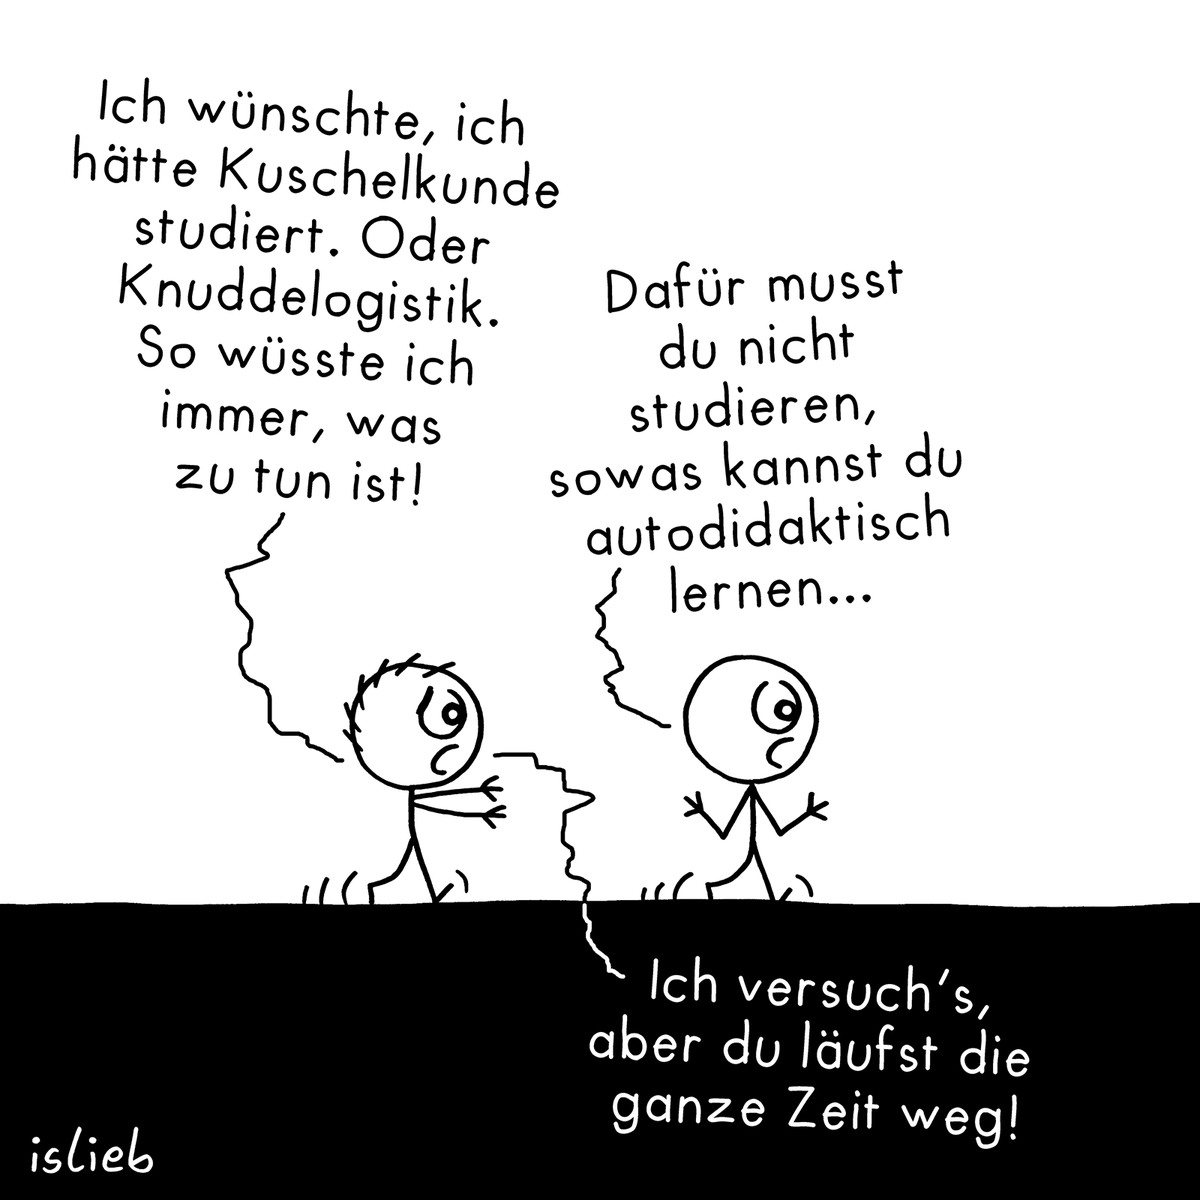 Ich wünschte, ich
hätte Kuschelkunde
studiert. Oder
Knuddelogistik.
So wüsste ich
immer, was
zu tun ist!
Dafür musst
du nicht
studieren,
sowas kannst du
autodidaktisch
lernen...
Ich versuch's,
aber du läufst die
ganze Zeit weg!
islieb